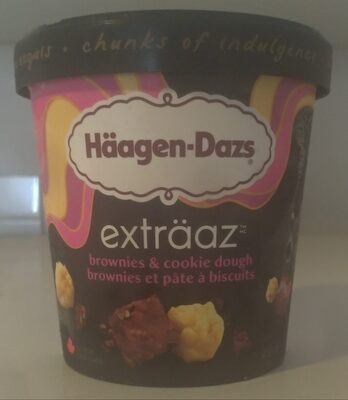 chunks of indulgence
Häagen-Dazs
exträaz
brownies & cookie dough
brownies et pâte à biscuits